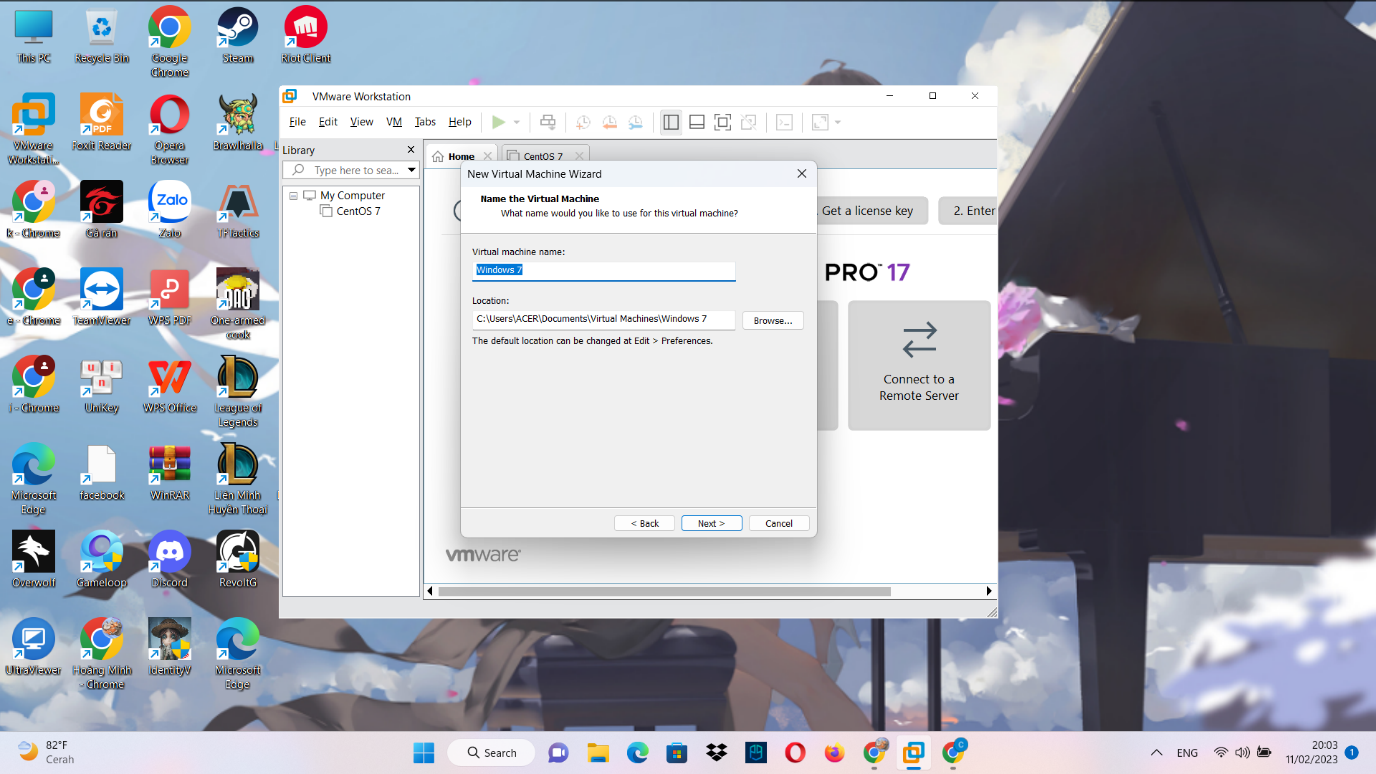 This PC
Recycle Bin
Google
Chrome
Steam
Riot Client
VMware
Workstati...
PDF
Foxit Reader
Opera
Browser
Brawlhalla
k - Chrome
Gà rán
Zalo
Zalo
TFTactics
e - Chrome
TeamViewer
WPS PDF
One-armed
cook
i - Chrome
UniKey
WPS Office
League of
Legends
Microsoft
Edge
facebook
WinRAR
Liên Minh
Huyền Thoại
Overwolf
Gameloop
Discord
RevoltG
UltraViewer
Hoàng Minh
- Chrome
IdentityV
Microsoft
Edge
VMware Workstation
File Edit View VM Tabs Help
Library
Type here to sea...
My Computer
CentOS 7
Home
CentOS 7
Get a license key
2. Enter
PRO™ 17
Connect to a
Remote Server
vmware
New Virtual Machine Wizard
Name the Virtual Machine
What name would you like to use for this virtual machine?
Virtual machine name:
Windows 7
Location:
C:\Users\ACER\Documents\Virtual Machines\Windows 7
Browse...
The default location can be changed at Edit > Preferences.
< Back
Next >
Cancel
82°F
Cerah
Search
ENG
20:03
11/02/2023
1